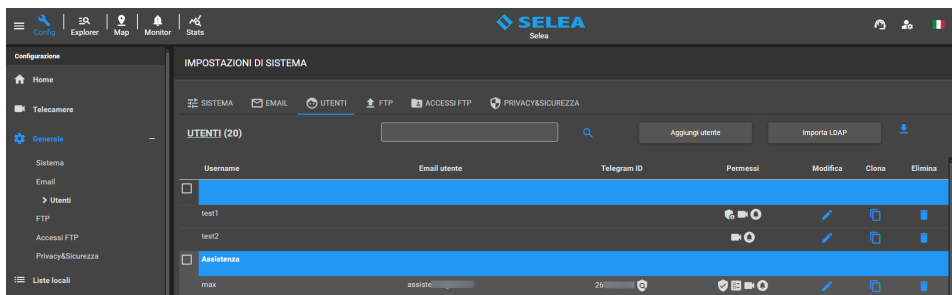 Config
Explorer
Map
Monitor
Stats
SELEA
Selea
Configurazione
Home
Telecamere
Generale
Sistema
Email
> Utenti
FTP
Accessi FTP
Privacy&Sicurezza
Liste locali
IMPOSTAZIONI DI SISTEMA
SISTEMA EMAIL UTENTI FTP ACCESSI FTP PRIVACY&SICUREZZA
UTENTI (20) Aggiungi utente Importa LDAP
Username Email utente Telegram ID Permessi Modifica Clona Elimina
test1
test2
Assistenza
max assiste 26